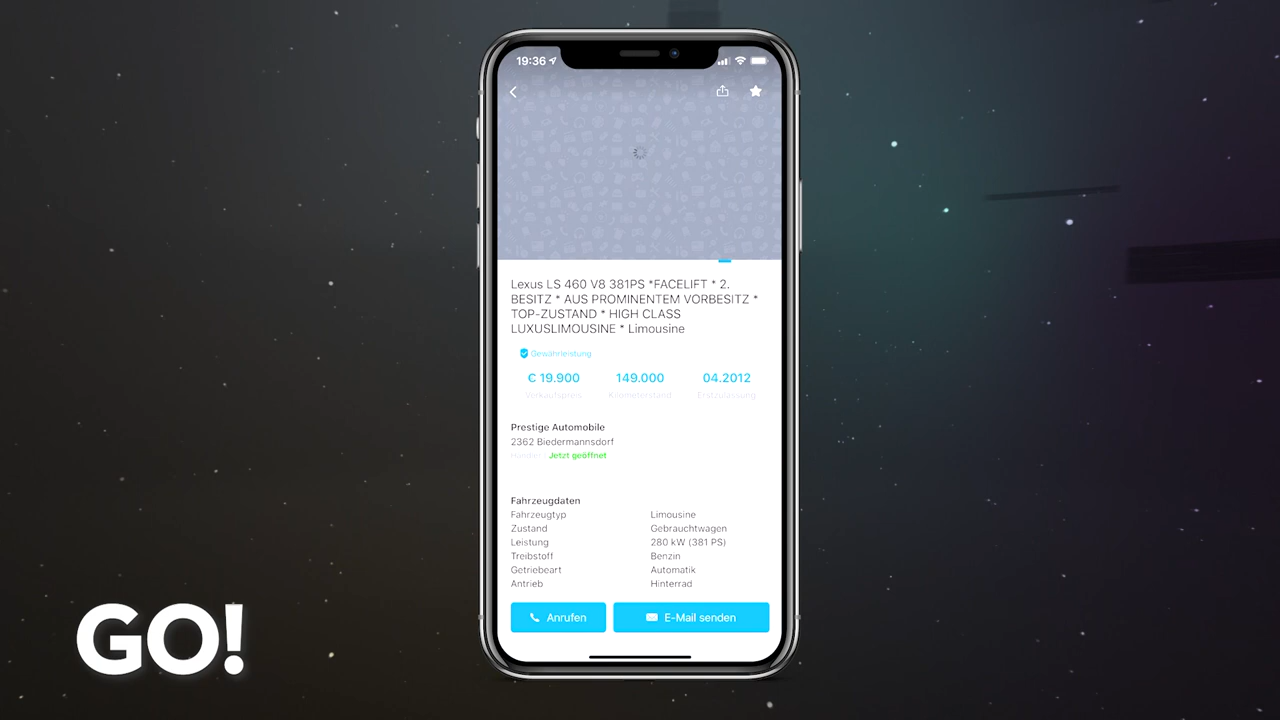 19:36
Lexus LS 460 V8 381PS *FACELIFT * 2.
BESITZ * AUS PROMINENTEM VORBESITZ *
TOP-ZUSTAND * HIGH CLASS
LUXUSLIMOUSINE * Limousine
Gewährleistung
€ 19.900 149.000 04.2012
Verkaufspreis Kilometerstand Erstzulassung
Prestige Automobile
2362 Biedermannsdorf
Händler · Jetzt geöffnet
Fahrzeugdaten
Fahrzeugtyp Limousine
Zustand Gebrauchtwagen
Leistung 280 kW (381 PS)
Treibstoff Benzin
Getriebeart Automatik
Antrieb Hinterrad
Anrufen E-Mail senden
GO!